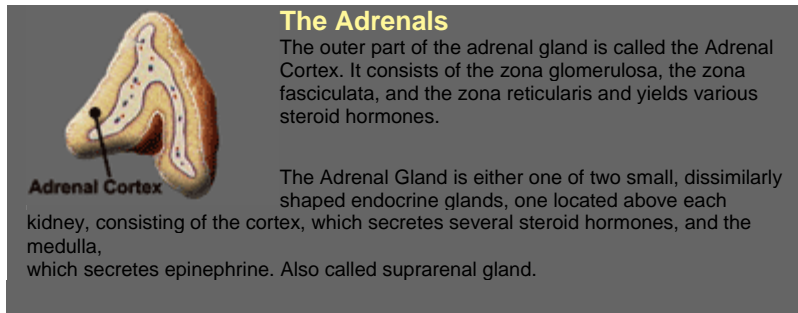 The Adrenals
The outer part of the adrenal gland is called the Adrenal
Cortex. It consists of the zona glomerulosa, the zona
fasciculata, and the zona reticularis and yields various
steroid hormones.
Adrenal Cortex
The Adrenal Gland is either one of two small, dissimilarly
shaped endocrine glands, one located above each
kidney, consisting of the cortex, which secretes several steroid hormones, and the
medulla,
which secretes epinephrine. Also called suprarenal gland.